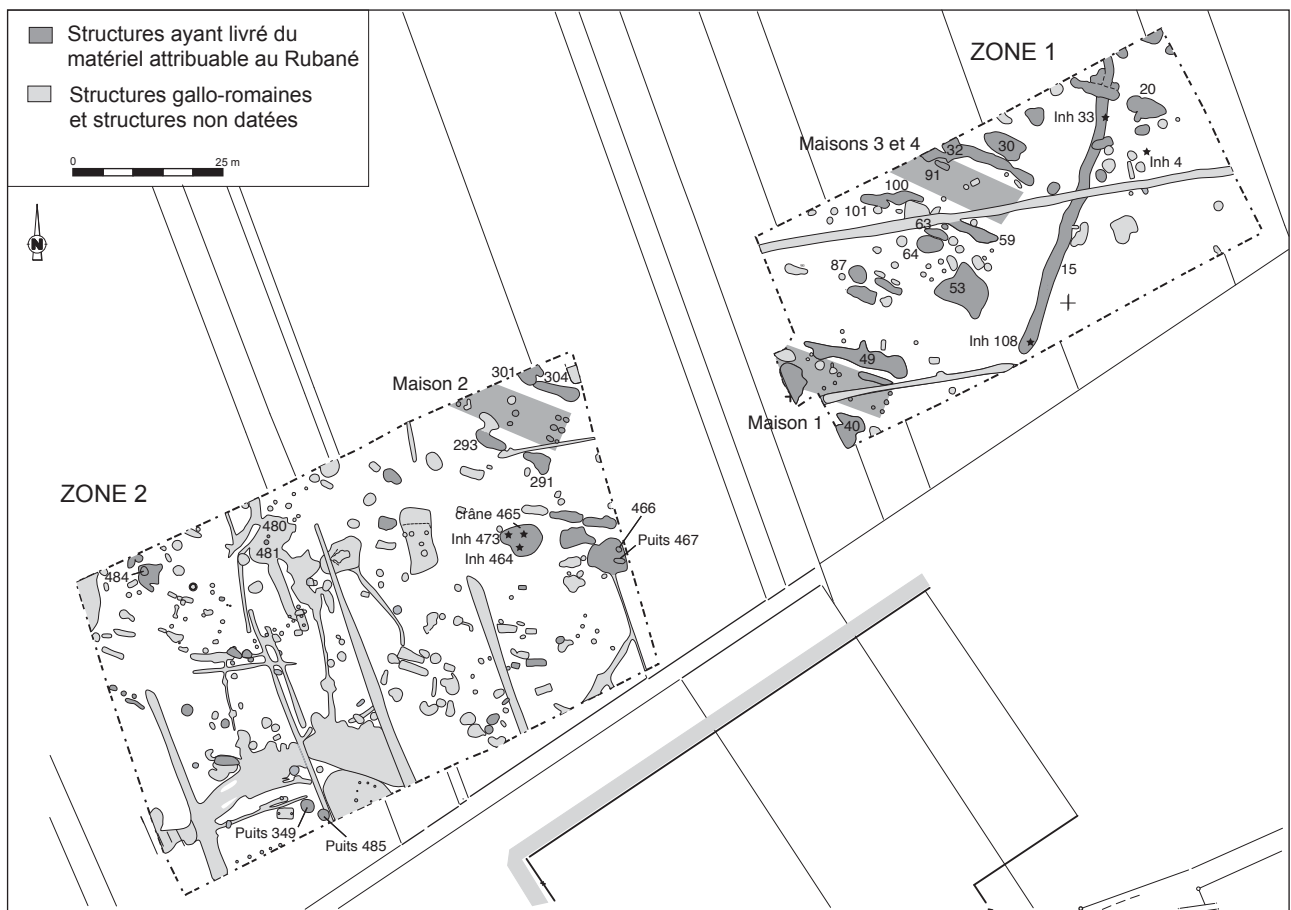 Structures ayant livré du
matériel attribuable au Rubané
Structures gallo-romaines
et structures non datées
0
25 m
N
ZONE 1
20
Inh 33
Maisons 3 et 4
32
30
Inh 4
91
100
101
63
59
64
87
53
15
Inh 108
49
Maison 1
40
301
304
Maison 2
293
291
ZONE 2
crâne 465
466
480
Inh 473
Puits 467
481
Inh 464
484
Puits 349
Puits 485